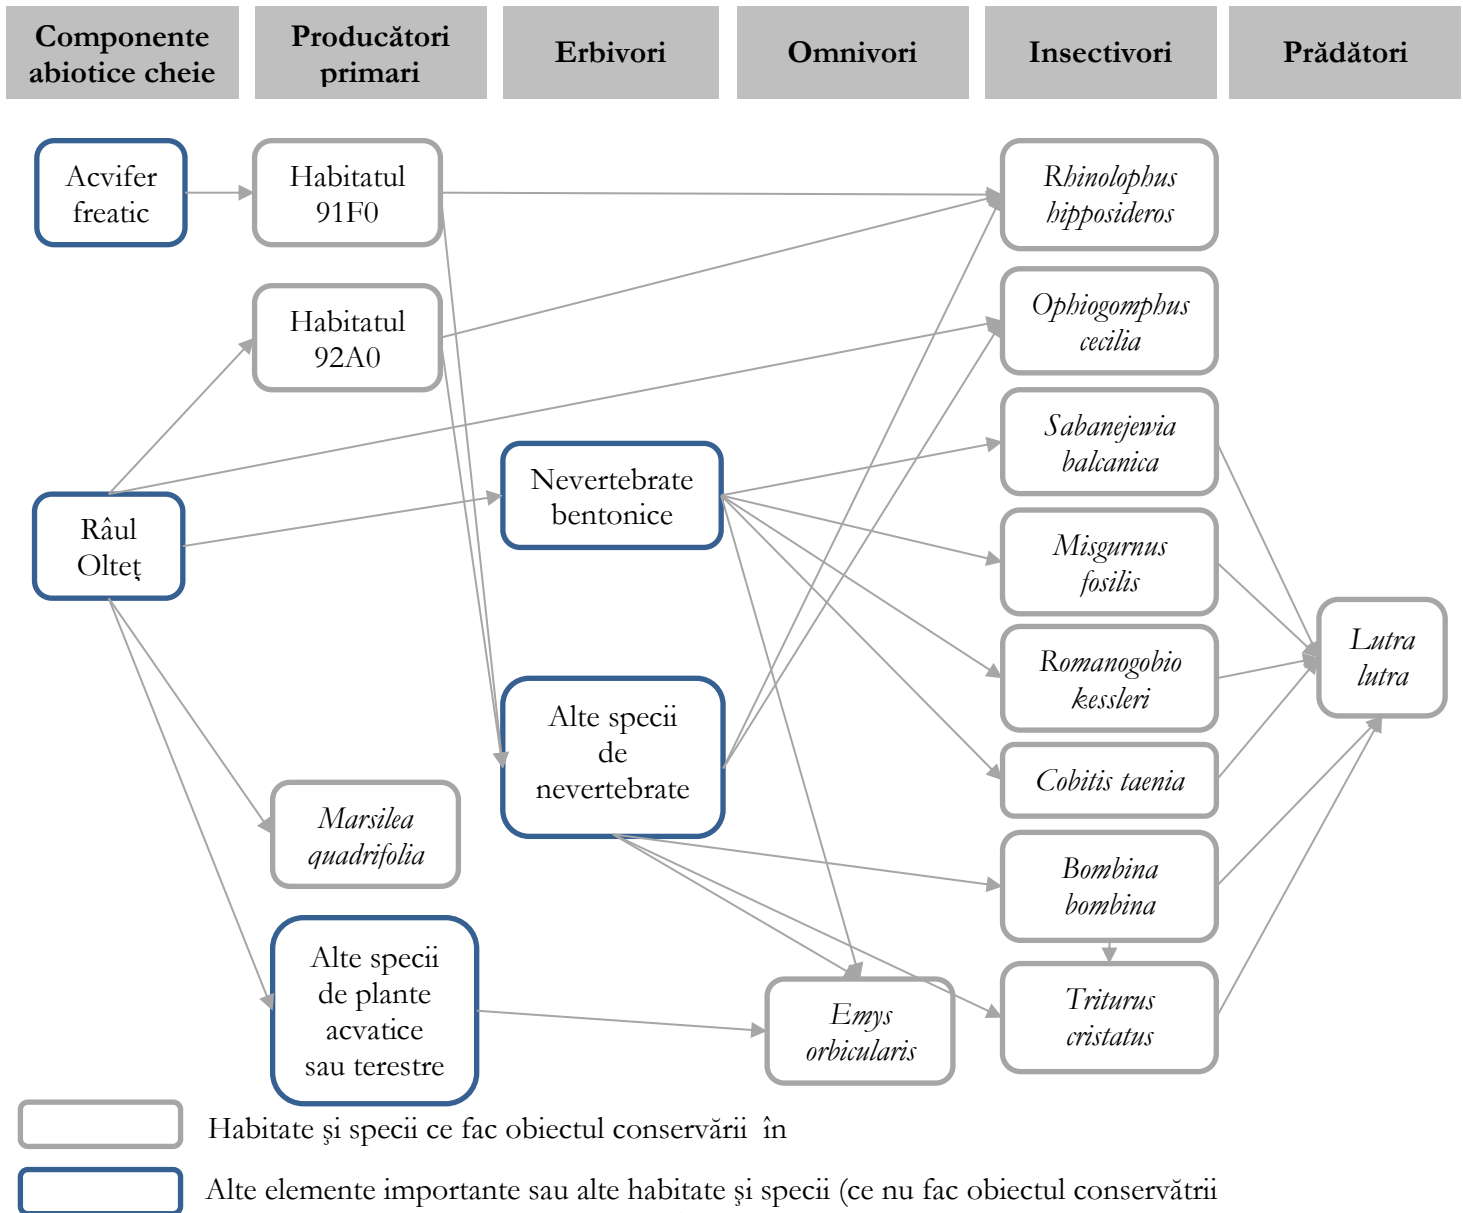 Componente
abiotice cheie
Producători
primari
Erbivori
Omnivori
Insectivori
Prădători
Acvifer
freatic
Habitatul
91F0
Rhinolophus
hipposideros
Habitatul
92A0
Ophiogomphus
cecilia
Sabanejewia
balcanica
Nevertebrate
bentonice
Râul
Olteţ
Misgurnus
fosilis
Romanogobio
kessleri
Lutra
lutra
Alte specii
de
nevertebrate
Cobitis taenia
Marsilea
quadrifolia
Bombina
bombina
Alte specii
de plante
acvatice
sau terestre
Emys
orbicularis
Triturus
cristatus
Habitate şi specii ce fac obiectul conservării în
Alte elemente importante sau alte habitate şi specii (ce nu fac obiectul conservătrii